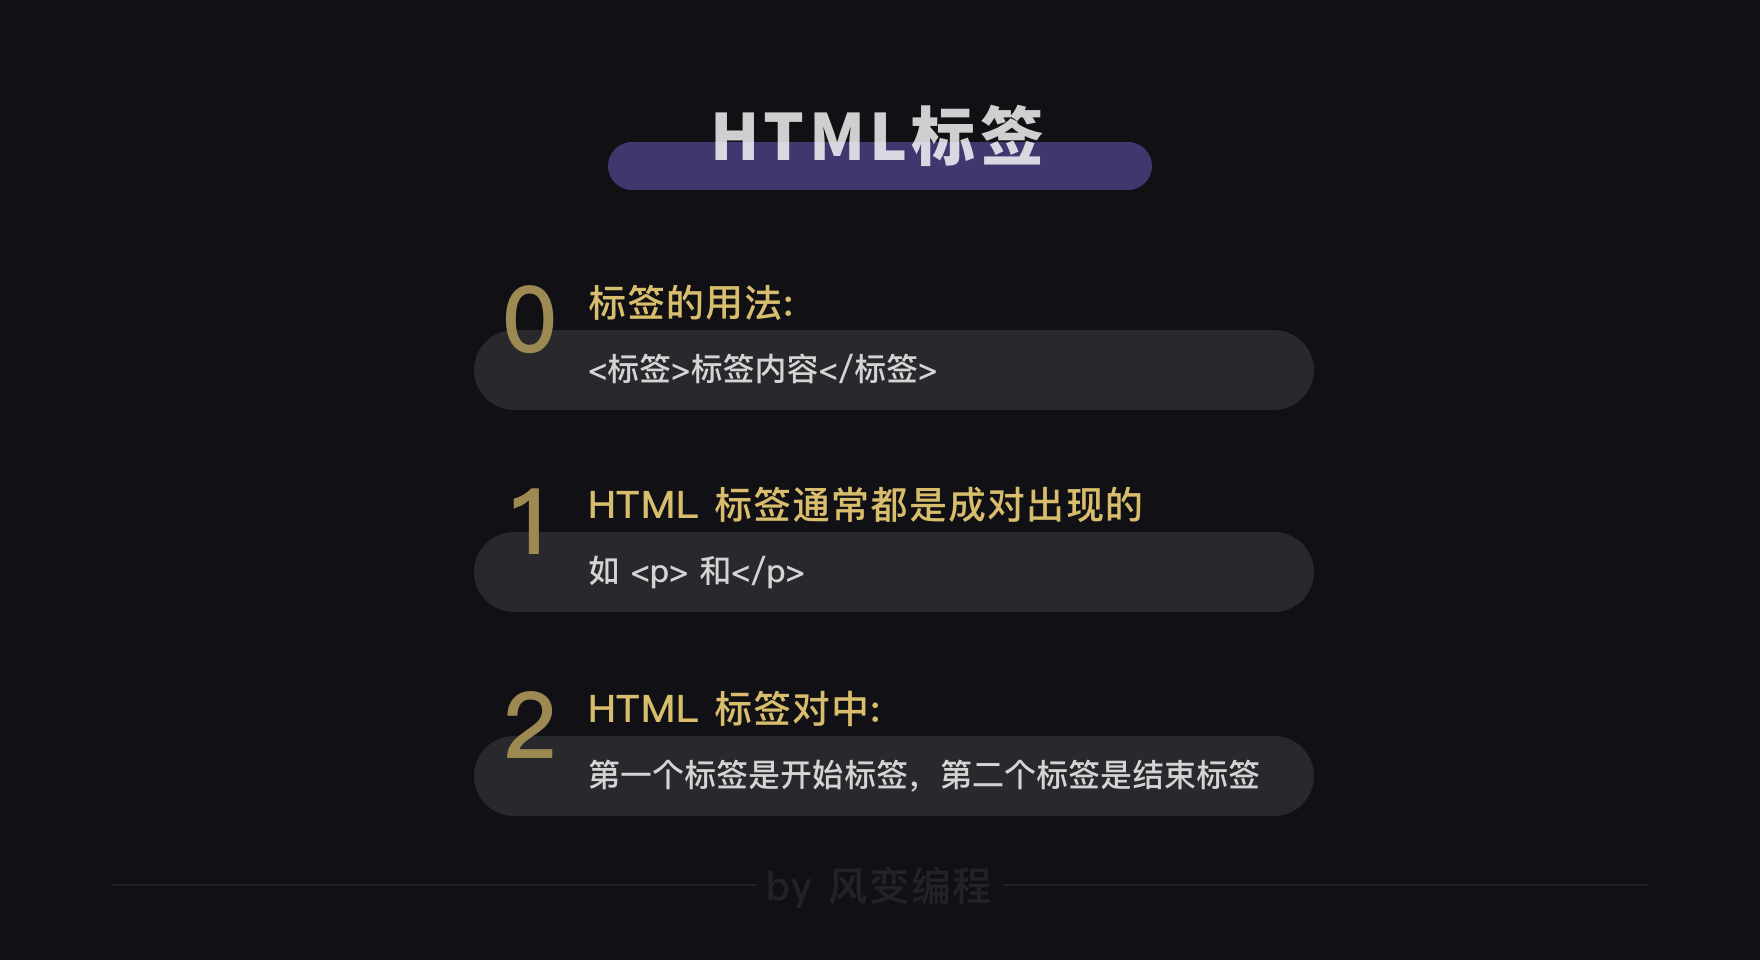 HTML标签
0
标签的用法:
<标签>标签内容</标签>
1
HTML 标签通常都是成对出现的
如 <p> 和</p>
2
HTML 标签对中:
第一个标签是开始标签，第二个标签是结束标签
by 风变编程